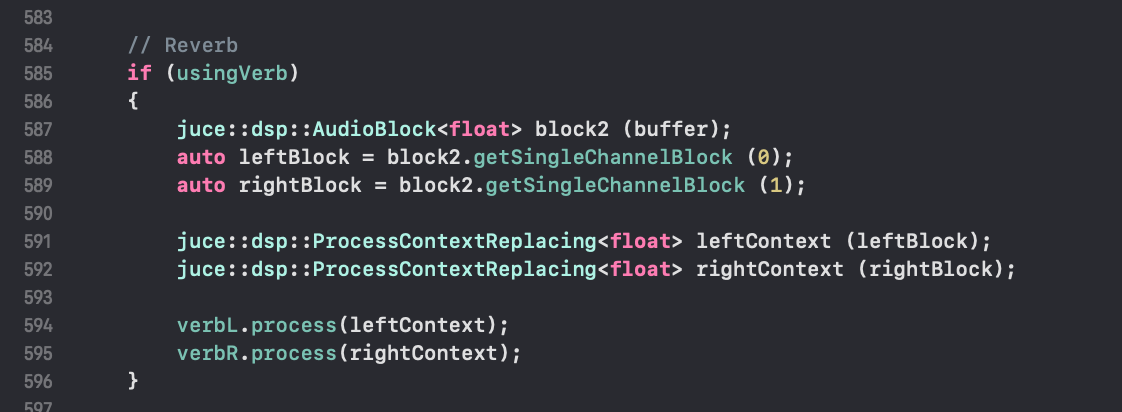 583
584 // Reverb
585 if (usingVerb)
586 {
587 juce::dsp::AudioBlock<float> block2 (buffer);
588 auto leftBlock = block2.getSingleChannelBlock (0);
589 auto rightBlock = block2.getSingleChannelBlock (1);
590
591 juce::dsp::ProcessContextReplacing<float> leftContext (leftBlock);
592 juce::dsp::ProcessContextReplacing<float> rightContext (rightBlock);
593
594 verbL.process(leftContext);
595 verbR.process(rightContext);
596 }
597